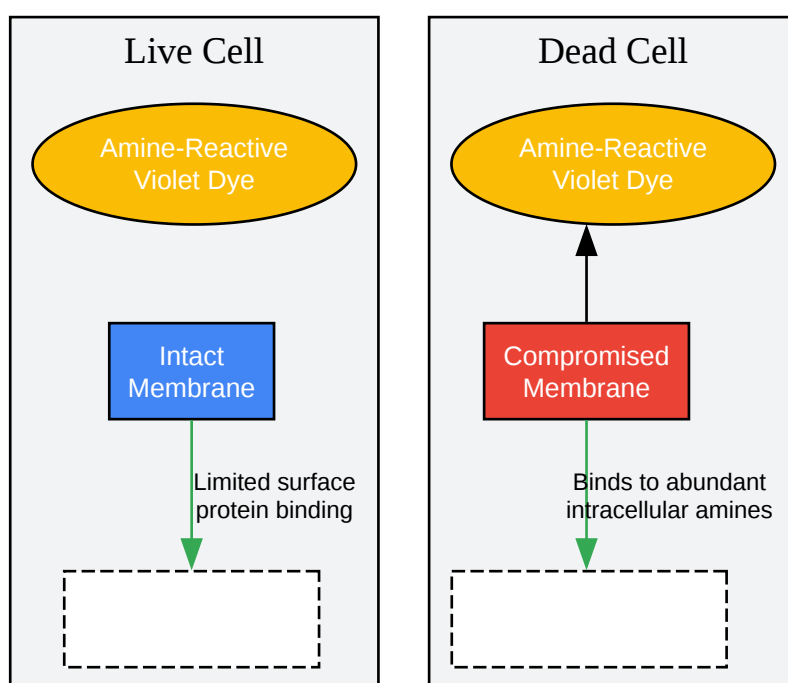 Live Cell
Amine-Reactive
Violet Dye
Intact
Membrane
Limited surface
protein binding
Dead Cell
Amine-Reactive
Violet Dye
Compromised
Membrane
Binds to abundant
intracellular amines